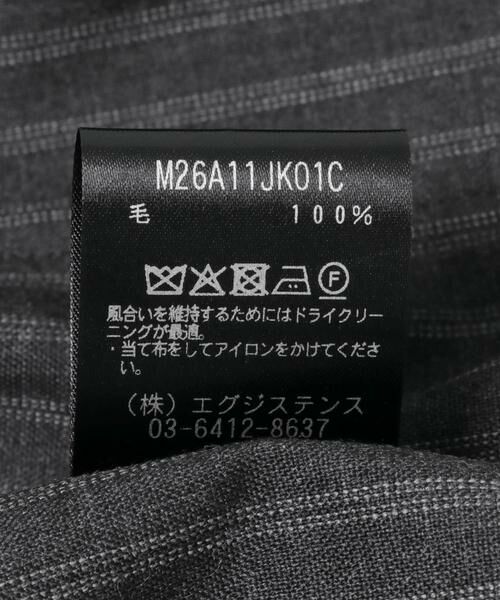 M26A11JK01C
毛 100%
F
風合いを維持するためにはドライクリー
ニングが最適。
・当て布をしてアイロンをかけてくださ
い。
（株）エグジステンス
03-6412-8637